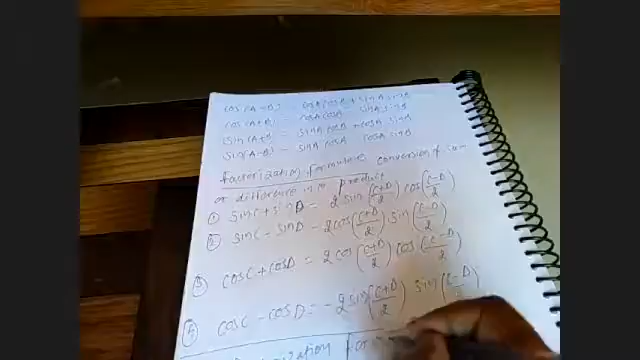 cos(A-B) = cosA cosB + sinA sinB
cos(A+B) = cosA cosB - sinA sinB
sin(A+B) = sinA cosB + cosA sinB
sin(A-B) = sinA cosB cosA sinB
factorization formulae conversion of sum
or difference into product
① sinC + sinD = 2 sin(C+D/2) cos(C-D/2)
② sinC - sinD = 2cos(C+D/2) . sin(C-D/2)
③ cosC + cosD = 2 cos(C+D/2) cos(C-D/2)
cosC - cosD = -2 sin(C+D/2) sin(C-D/2)